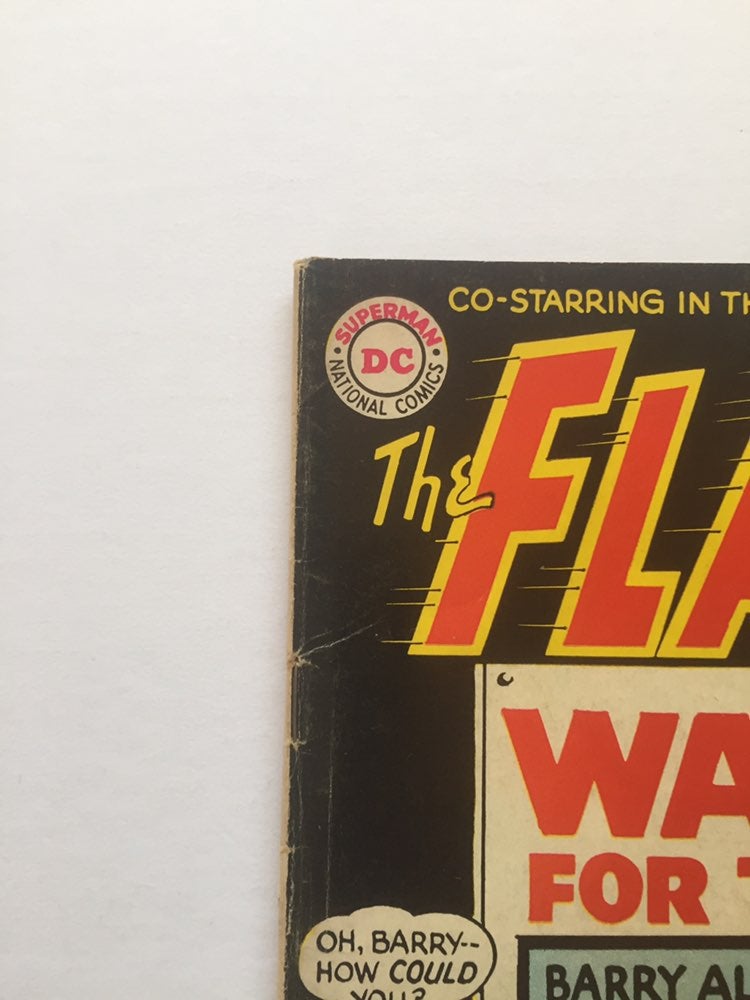 CO-STARRING IN TH
SUPERMAN
DC
NATIONAL COMICS
The FLA
WA
FOR T
OH, BARRY--
HOW COULD
YOU?
BARRY AL